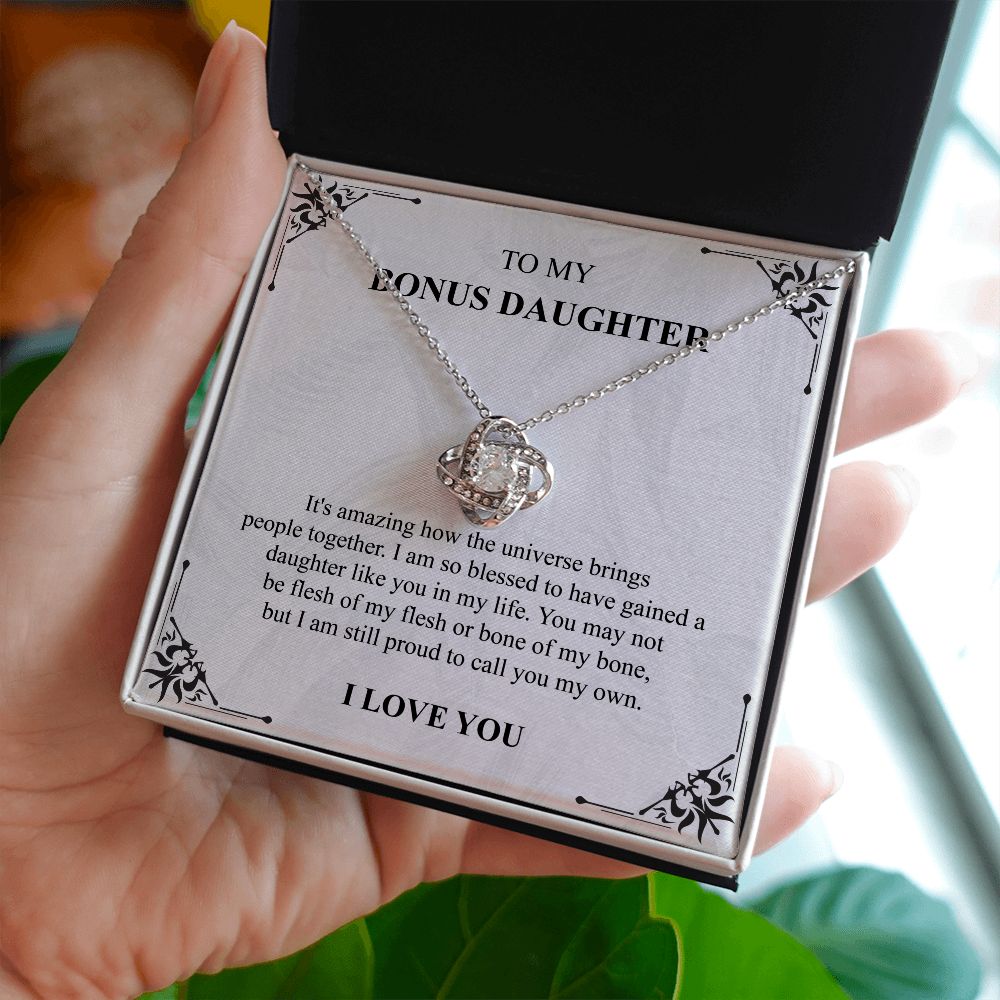 TO MY
BONUS DAUGHTER
It's amazing how the universe brings
people together. I am so blessed to have gained a
daughter like you in my life. You may not
be flesh of my flesh or bone of my bone,
but I am still proud to call you my own.
I LOVE YOU